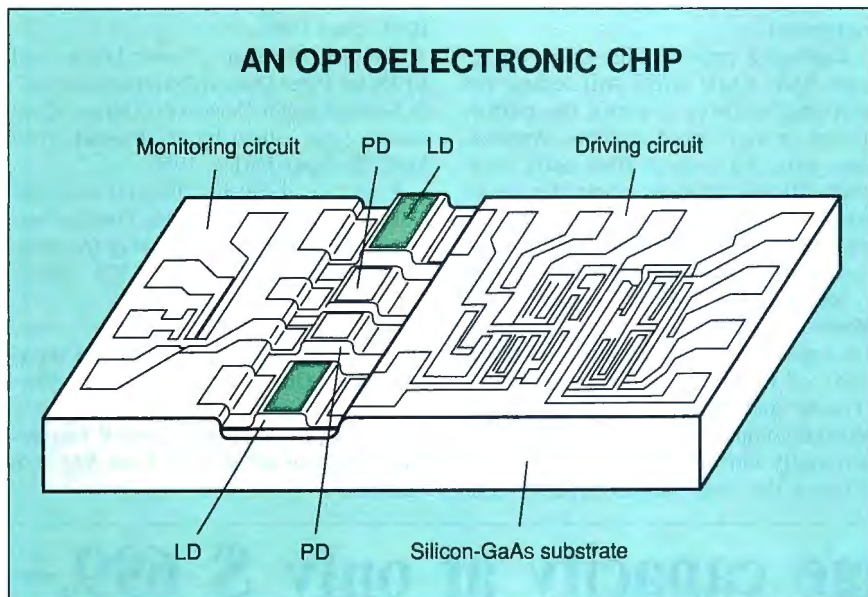 AN OPTOELECTRONIC CHIP
Monitoring circuit PD LD Driving circuit
LD PD Silicon-GaAs substrate